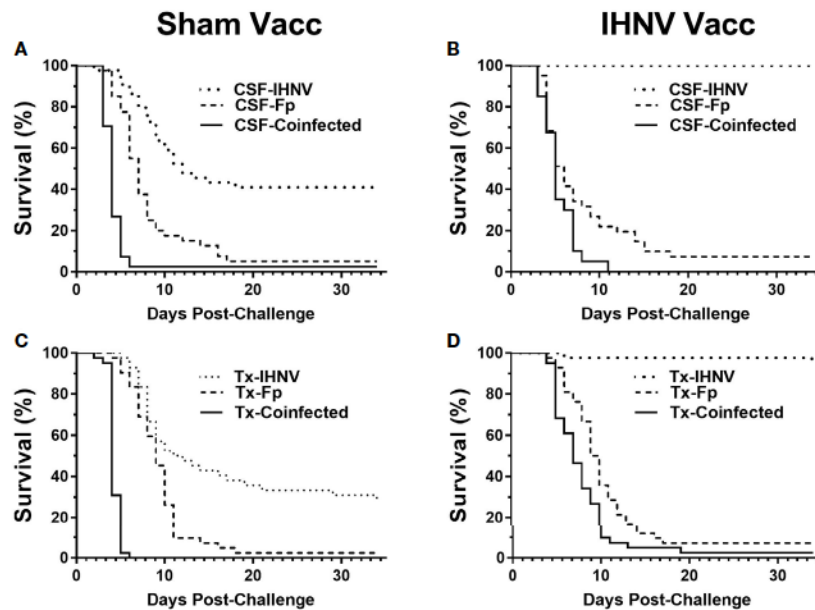 Sham Vacc
IHNV Vacc
A
Survival (%)
100
80
60
40
20
0
CSF-IHNV
CSF-Fp
CSF-Coinfected
0 10 20 30
Days Post-Challenge
B
Survival (%)
100
80
60
40
20
0
CSF-IHNV
CSF-Fp
CSF-Coinfected
0 10 20 30
Days Post-Challenge
C
Survival (%)
100
80
60
40
20
0
Tx-IHNV
Tx-Fp
Tx-Coinfected
0 10 20 30
Days Post-Challenge
D
Survival (%)
100
80
60
40
20
0
Tx-IHNV
Tx-Fp
Tx-Coinfected
0 10 20 30
Days Post-Challenge